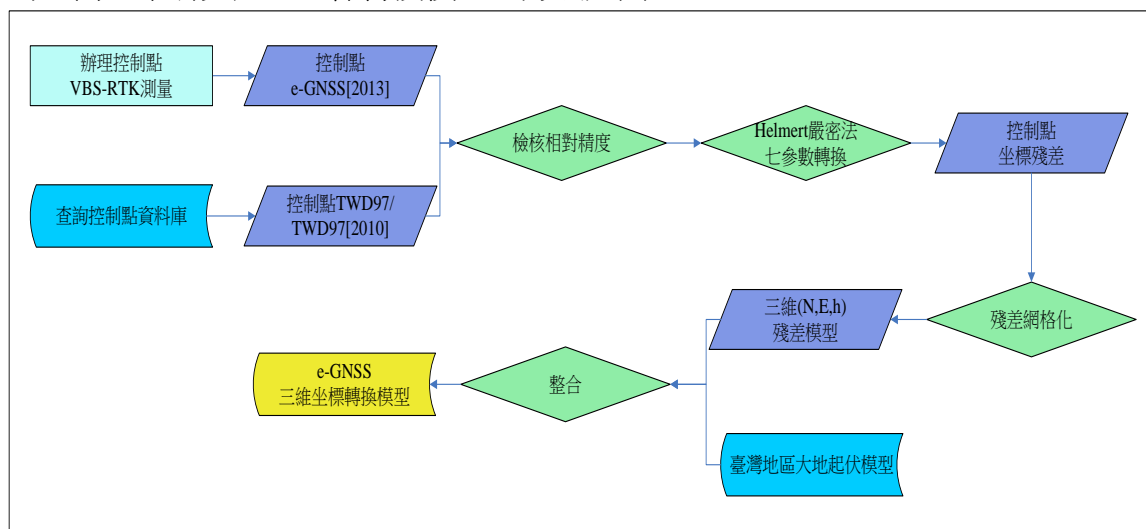 辦理控制點
VBS-RTK測量
控制點
e-GNSS[2013]
檢核相對精度
Helmert嚴密法
七參數轉換
控制點
坐標殘差
查詢控制點資料庫
控制點TWD97/
TWD97[2010]
三維(N,E,h)
殘差模型
殘差網格化
e-GNSS
三維坐標轉換模型
整合
臺灣地區大地起伏模型